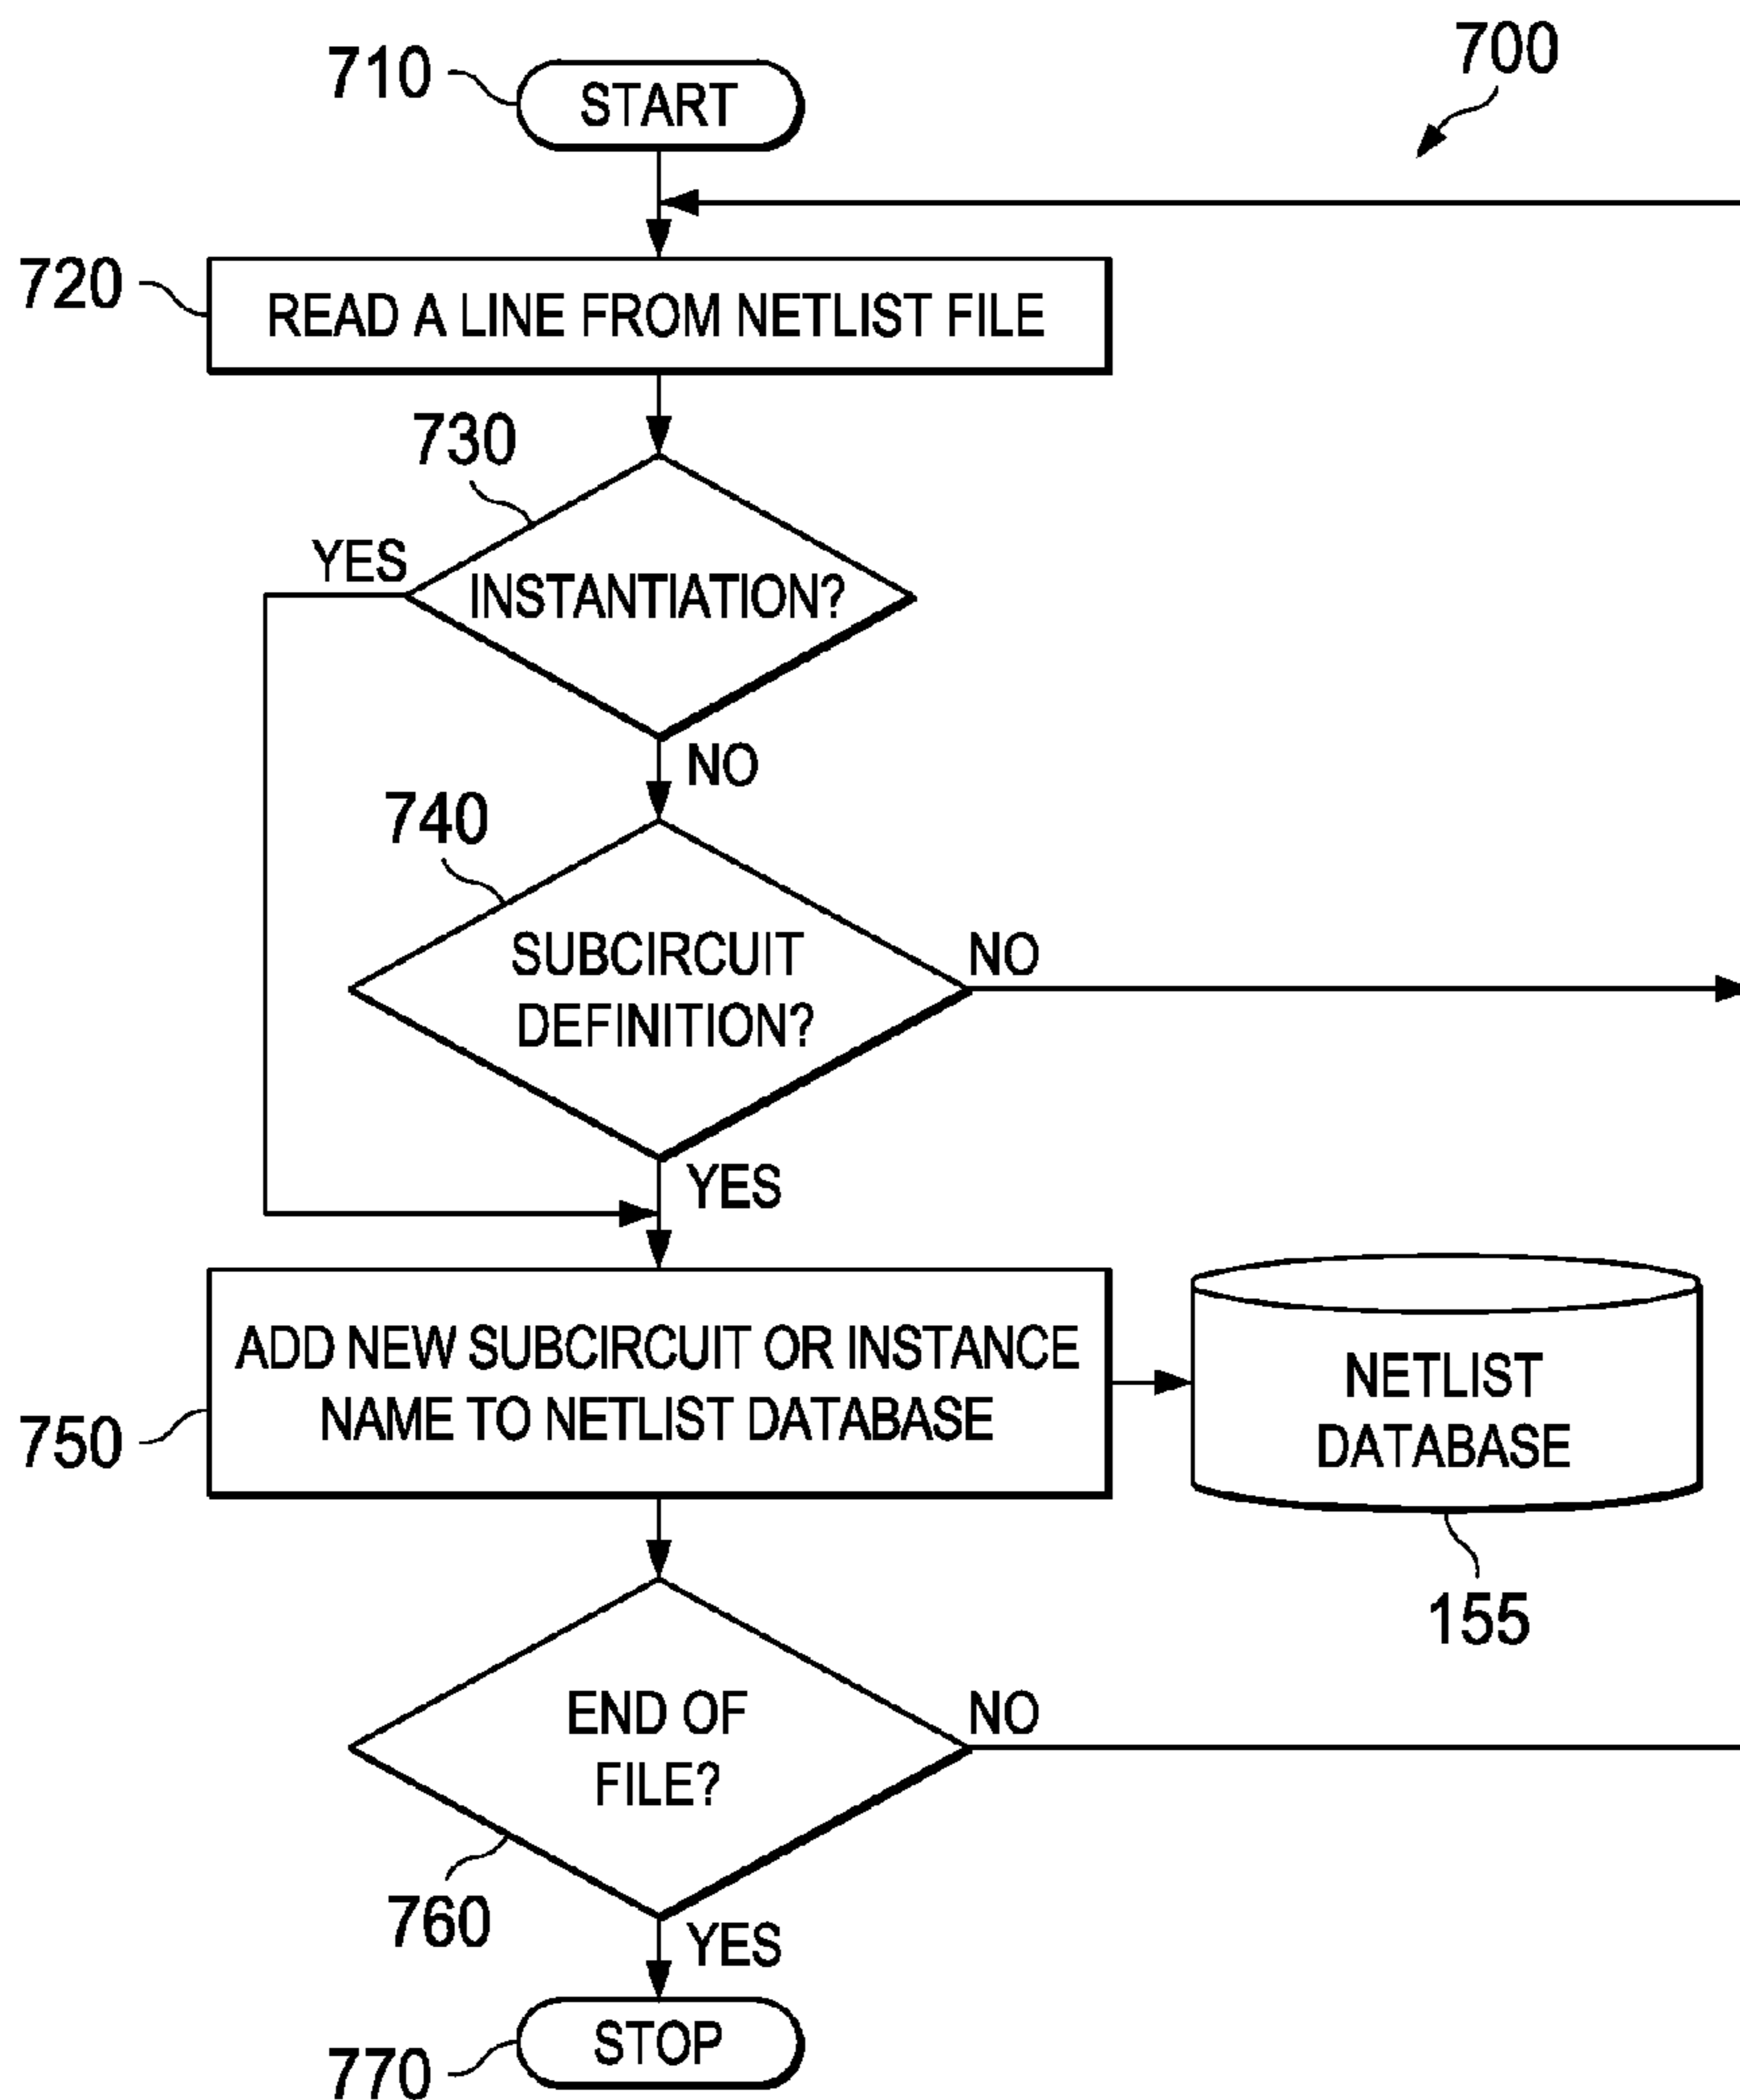 700
710
START
720
READ A LINE FROM NETLIST FILE
730
YES
INSTANTIATION?
NO
740
SUBCIRCUIT
DEFINITION?
NO
YES
750
ADD NEW SUBCIRCUIT OR INSTANCE
NAME TO NETLIST DATABASE
NETLIST
DATABASE
155
END OF
FILE?
NO
760
YES
STOP
770